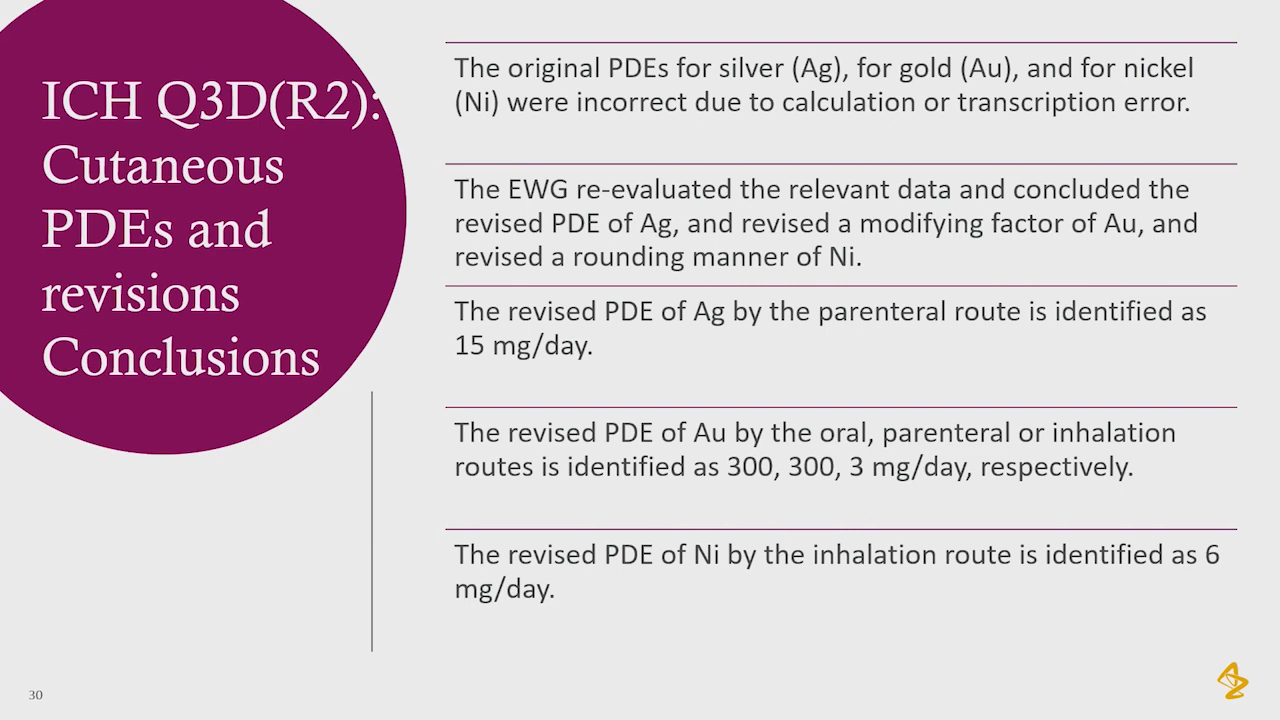 ICH Q3D(R2):
Cutaneous
PDEs and
revisions
Conclusions
The original PDEs for silver (Ag), for gold (Au), and for nickel
(Ni) were incorrect due to calculation or transcription error.
The EWG re-evaluated the relevant data and concluded the
revised PDE of Ag, and revised a modifying factor of Au, and
revised a rounding manner of Ni.
The revised PDE of Ag by the parenteral route is identified as
15 mg/day.
The revised PDE of Au by the oral, parenteral or inhalation
routes is identified as 300, 300, 3 mg/day, respectively.
The revised PDE of Ni by the inhalation route is identified as 6
mg/day.
30